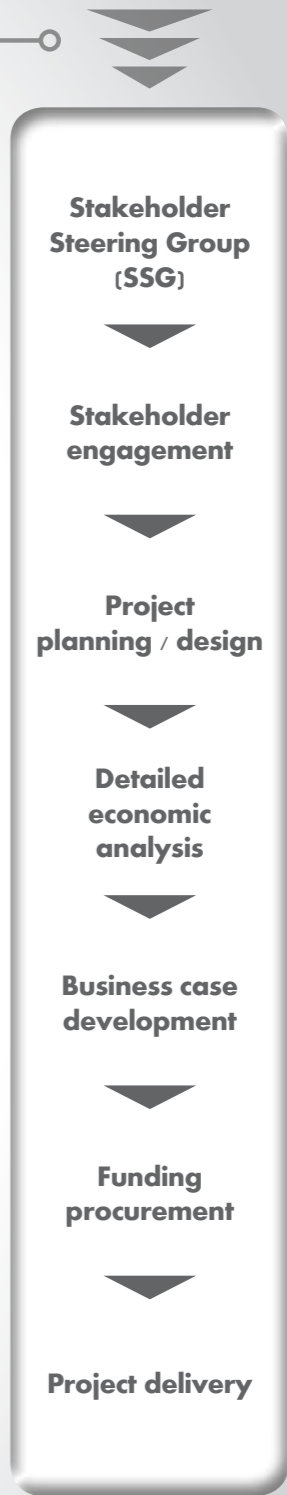 Stakeholder
Steering Group
(SSG)
Stakeholder
engagement
Project
planning / design
Detailed
economic
analysis
Business case
development
Funding
procurement
Project delivery